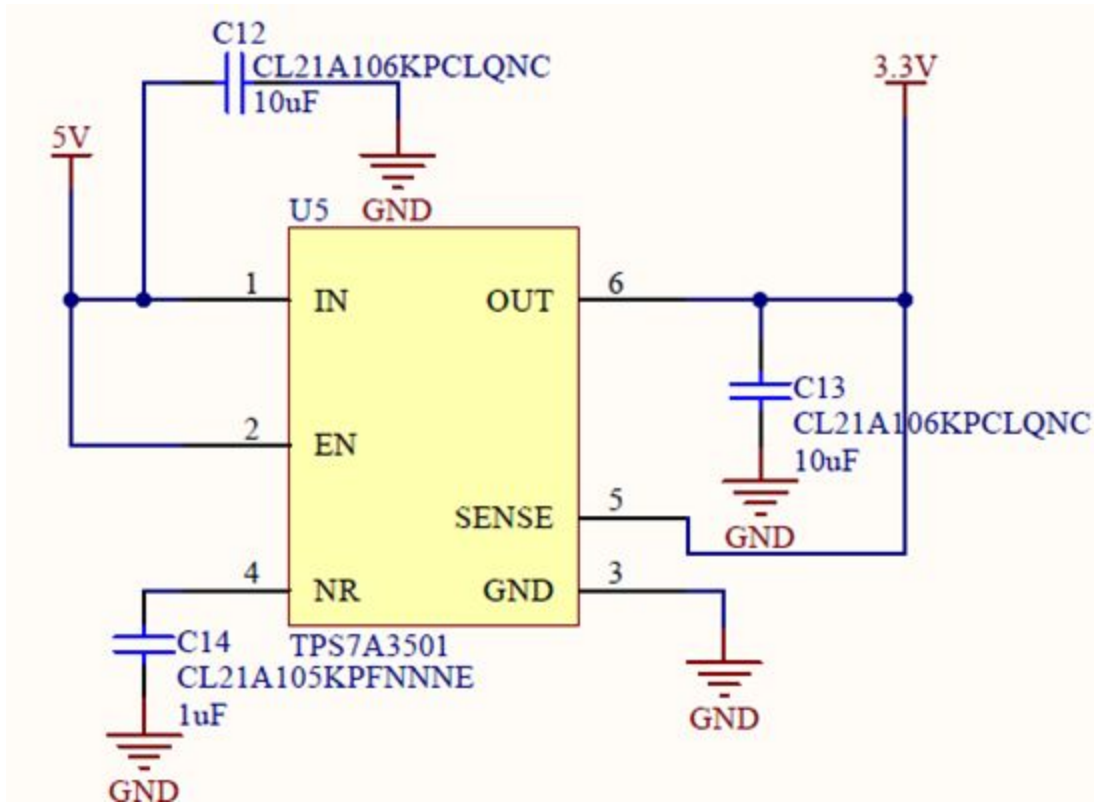 C12
CL21A106KPCLQNC
10uF
GND
5V
3.3V
U5
1
IN
OUT
6
2
EN
C13
CL21A106KPCLQNC
10uF
GND
SENSE
5
4
NR
GND
3
TPS7A3501
C14
CL21A105KPFNNNE
1uF
GND
GND